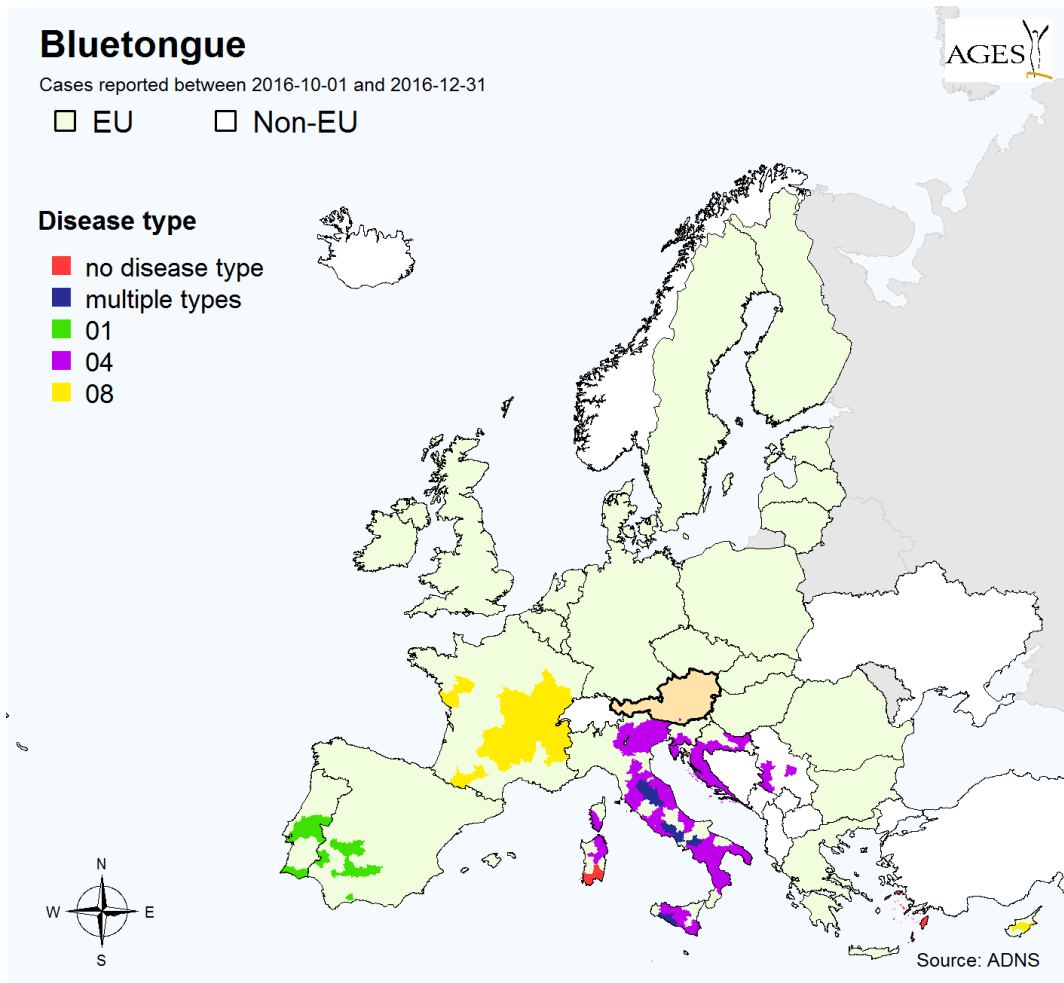 Bluetongue
AGES
Cases reported between 2016-10-01 and 2016-12-31
EU
Non-EU
Disease type
no disease type
multiple types
01
04
08
N
W
E
S
Source: ADNS